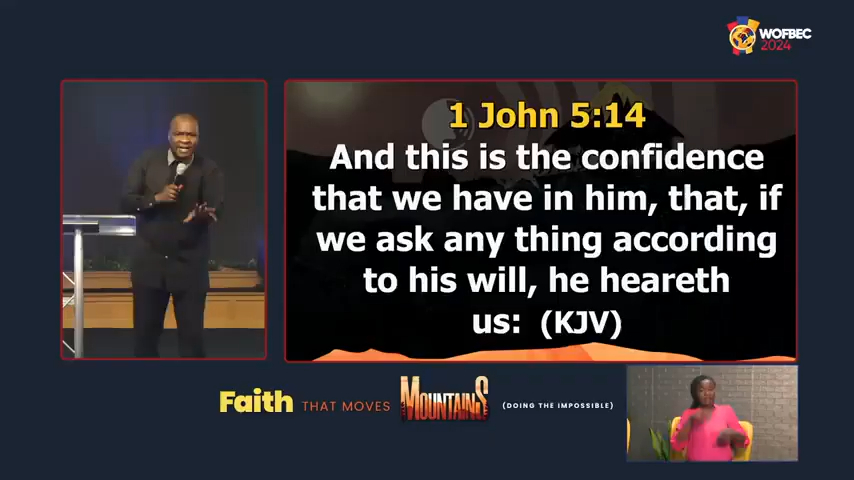 WOFBEC
2024
1 John 5:14
And this is the confidence
that we have in him, that, if
we ask any thing according
to his will, he heareth
us: (KJV)
Faith THAT MOVES MOUNTAINS (DOING THE IMPOSSIBLE)